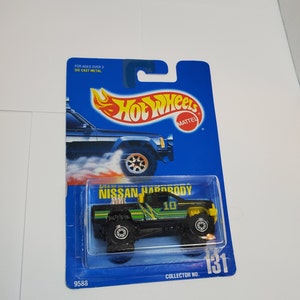 FOR AGES OVER 3
DIE CAST METAL
Hot Wheels
MATTEL
NISSAN HARDBODY
10
9588
COLLECTOR NO. 131